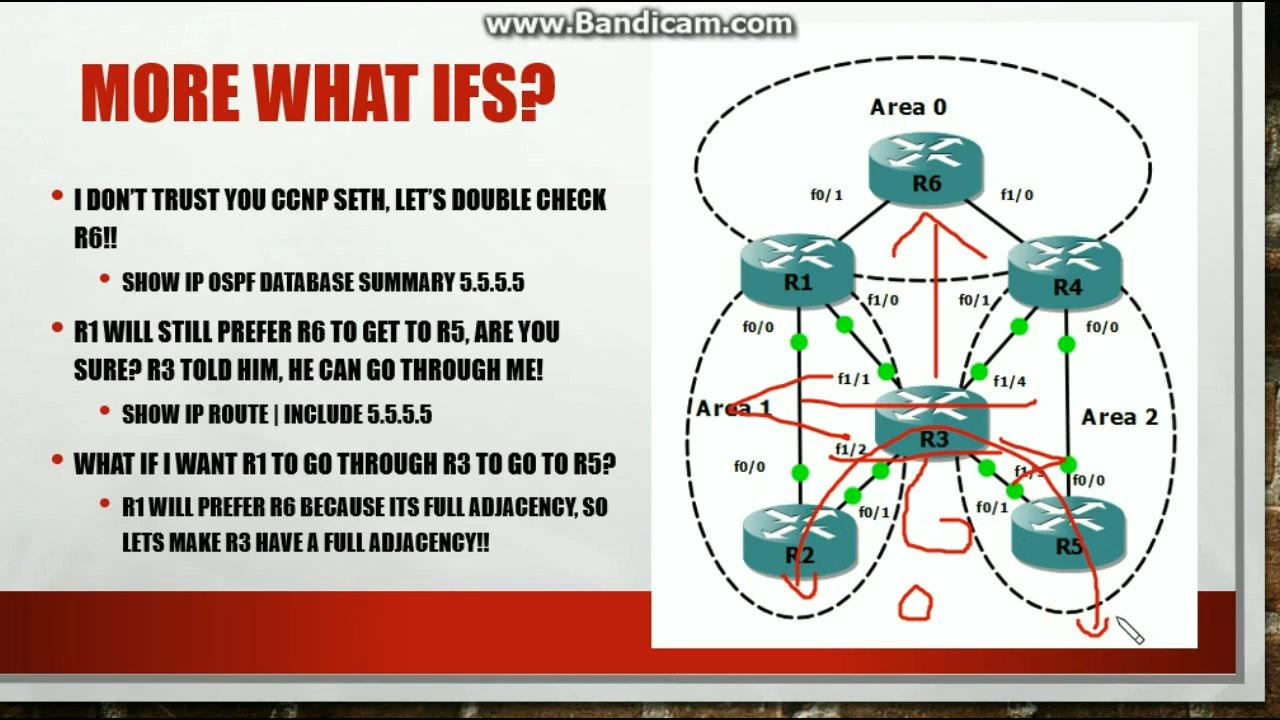 www.Bandicam.com
MORE WHAT IFS?
• I DON'T TRUST YOU CCNP SETH, LET'S DOUBLE CHECK
R6!!
• SHOW IP OSPF DATABASE SUMMARY 5.5.5.5
• R1 WILL STILL PREFER R6 TO GET TO R5, ARE YOU
SURE? R3 TOLD HIM, HE CAN GO THROUGH ME!
• SHOW IP ROUTE | INCLUDE 5.5.5.5
• WHAT IF I WANT R1 TO GO THROUGH R3 TO GO TO R5?
• R1 WILL PREFER R6 BECAUSE ITS FULL ADJACENCY, SO
LETS MAKE R3 HAVE A FULL ADJACENCY!!
Area 0
R6
f0/1
f1/0
R1
R4
f1/0
f0/1
f0/0
f0/0
f1/1
f1/4
Area 1
Area 2
R3
f1/2
f0/0
f0/0
f0/1
f0/1
R2
R5